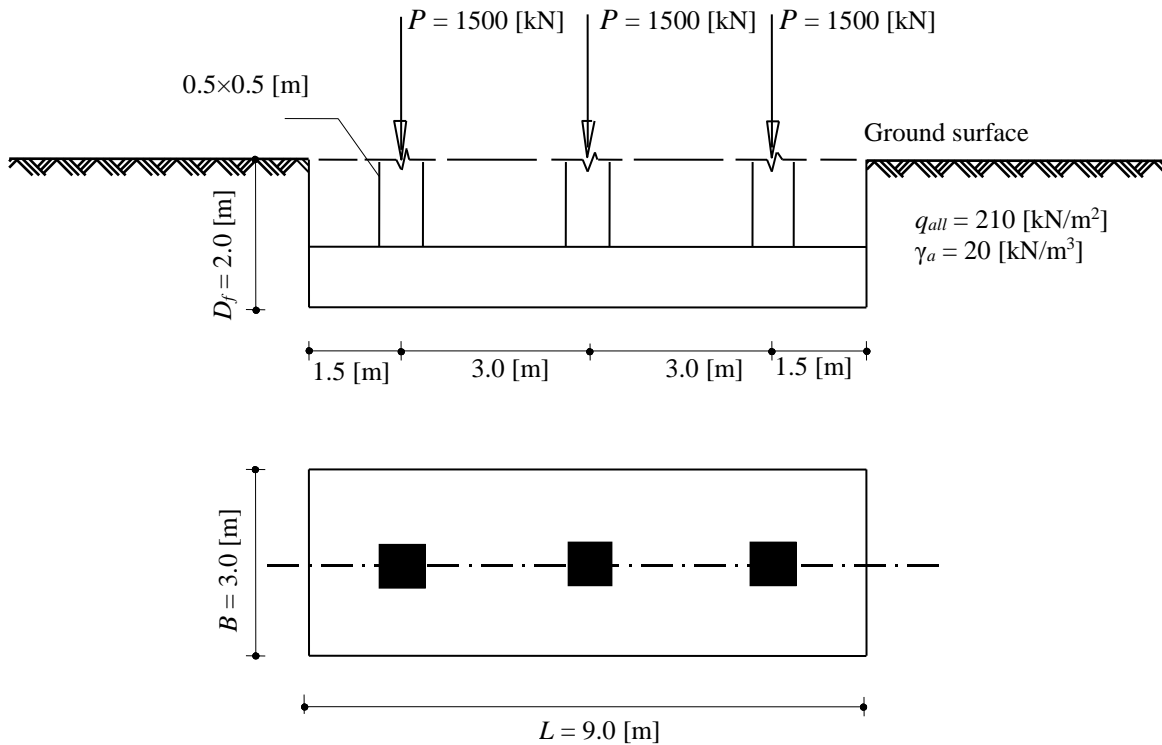 P = 1500 [kN] P = 1500 [kN] P = 1500 [kN]
0.5×0.5 [m]
Ground surface
q_all = 210 [kN/m²]
γ_a = 20 [kN/m³]
D_f = 2.0 [m]
1.5 [m] 3.0 [m] 3.0 [m] 1.5 [m]
B = 3.0 [m]
L = 9.0 [m]